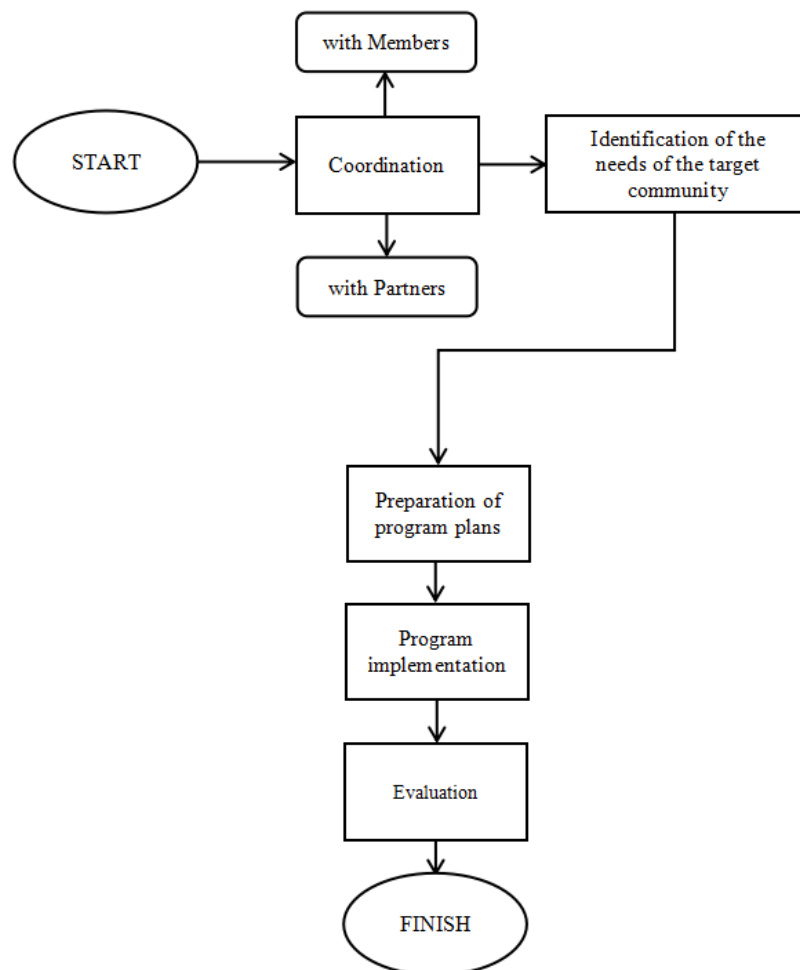 with Members
START
Coordination
Identification of the
needs of the target
community
with Partners
Preparation of
program plans
Program
implementation
Evaluation
FINISH